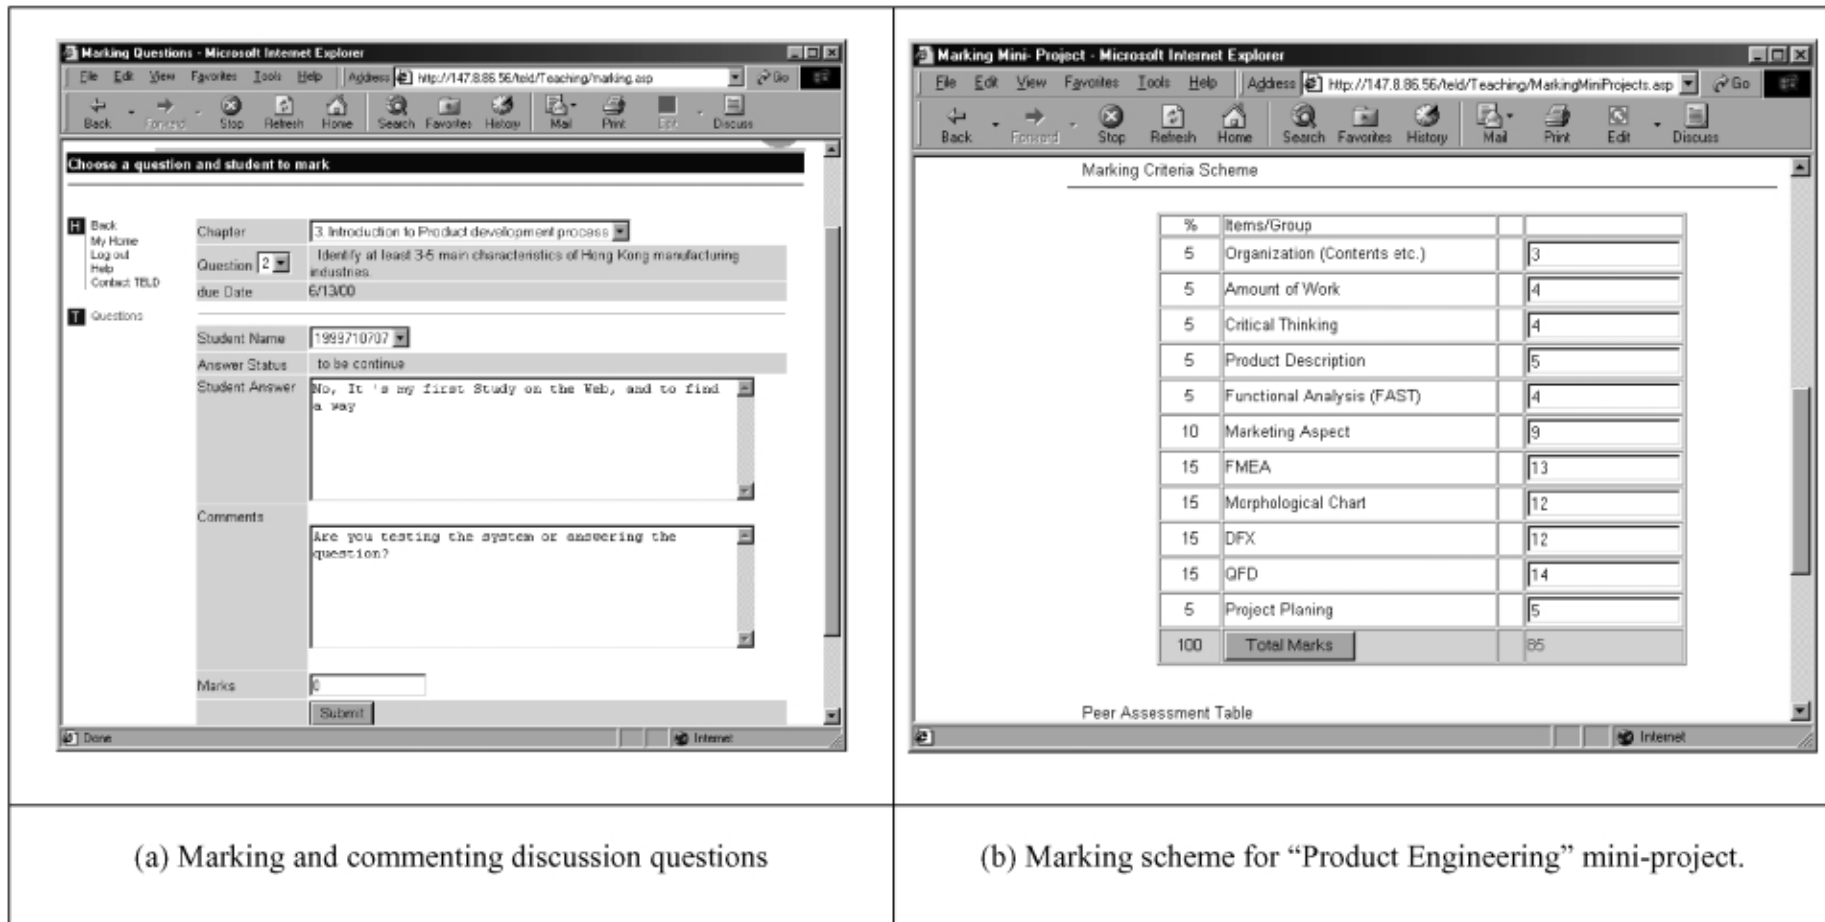 Marking Questions - Microsoft Internet Explorer
File Edit View Favorites Tools Help Address http://147.8.86.56/teld/Teaching/marking.asp Go
Back Forward Stop Refresh Home Search Favorites History Mail Print Edit Discuss
Choose a question and student to mark
H Back
My Home
Log out
Help
Contact TELD
T Questions
Chapter 3. Introduction to Product development process
Question 2 Identify at least 3-5 main characteristics of Hong Kong manufacturing
industries.
due Date 6/13/00
Student Name 1999710707
Answer Status to be continue
Student Answer No, It 's my first Study on the Web, and to find
a way
Comments
Are you testing the system or answering the
question?
Marks 0
Submit
Done Internet
(a) Marking and commenting discussion questions
Marking Mini- Project - Microsoft Internet Explorer
File Edit View Favorites Tools Help Address http://147.8.86.56/teld/Teaching/MarkingMiniProjects.asp Go
Back Forward Stop Refresh Home Search Favorites History Mail Print Edit Discuss
Marking Criteria Scheme
% Items/Group
5 Organization (Contents etc.) 3
5 Amount of Work 4
5 Critical Thinking 4
5 Product Description 5
5 Functional Analysis (FAST) 4
10 Marketing Aspect 9
15 FMEA 13
15 Morphological Chart 12
15 DFX 12
15 QFD 14
5 Project Planing 5
100 Total Marks 85
Peer Assessment Table
Internet
(b) Marking scheme for “Product Engineering” mini-project.